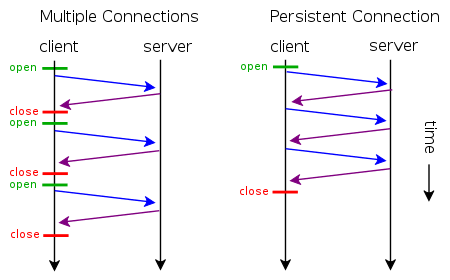 Multiple Connections
client server
open
close
open
close
open
close
Persistent Connection
client server
open
close
time